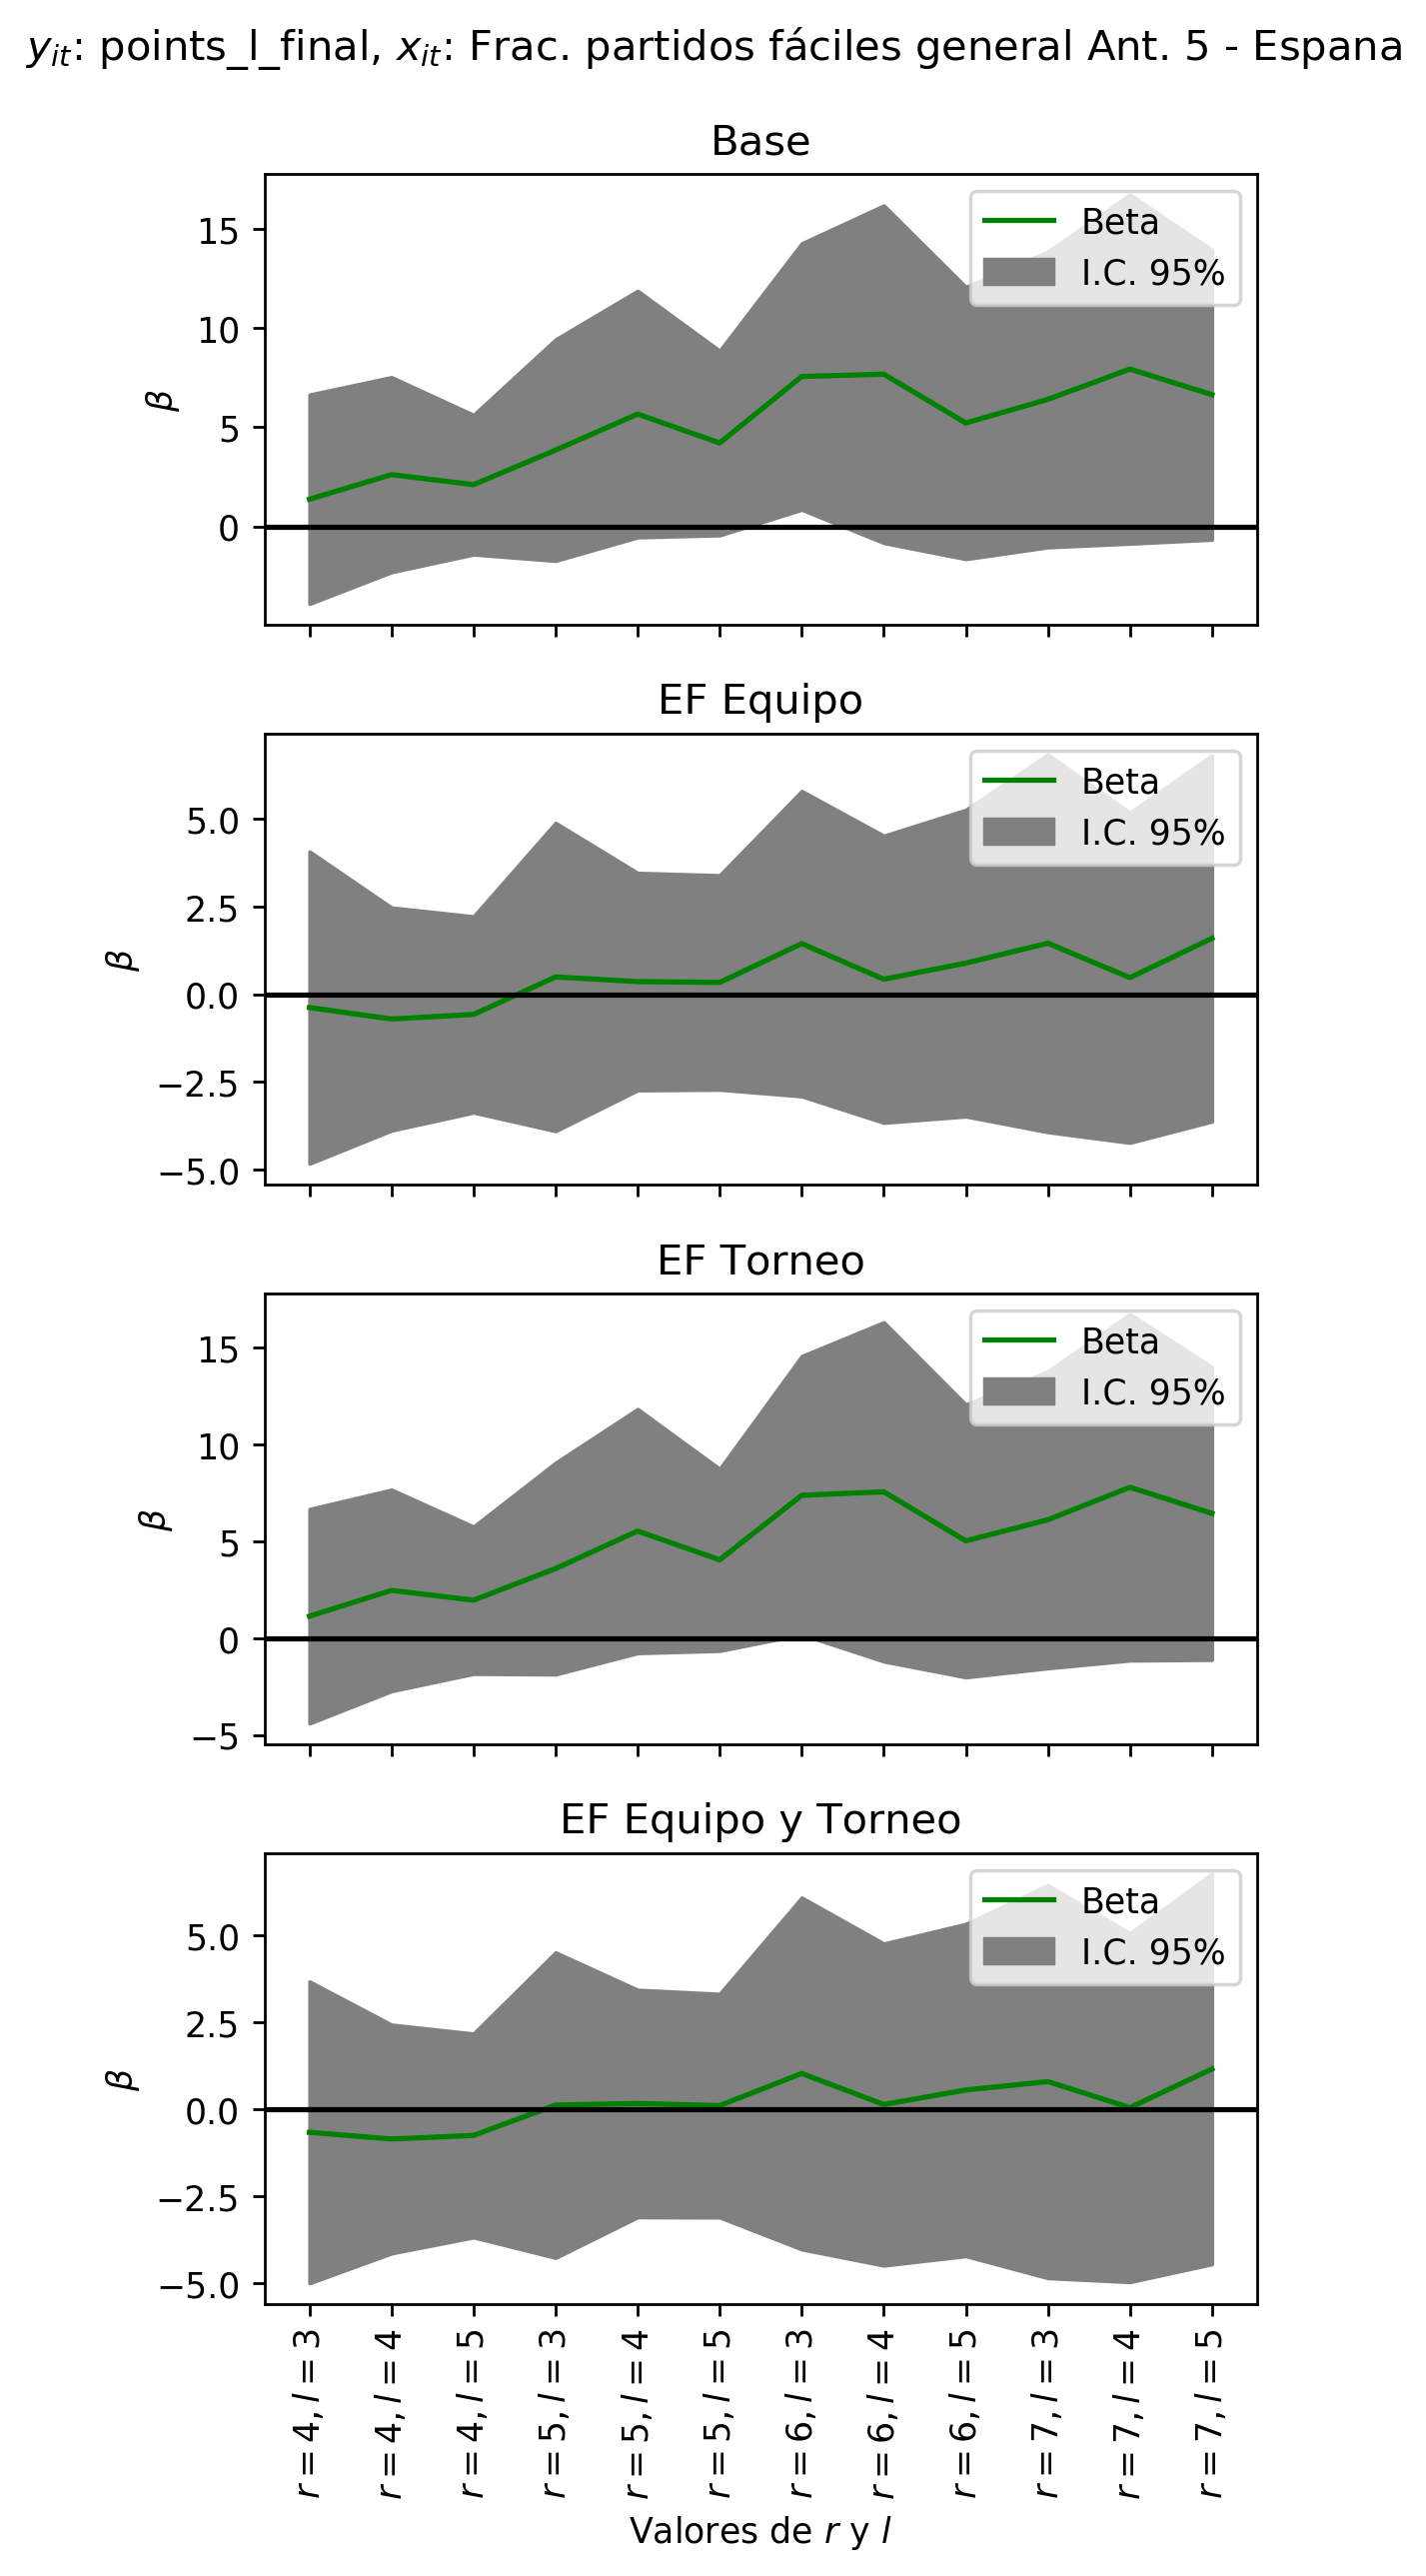 y_it: points_l_final, x_it: Frac. partidos fáciles general Ant. 5 - Espana
Base
15
10
5
0
β
Beta
I.C. 95%
EF Equipo
5.0
2.5
0.0
−2.5
−5.0
β
Beta
I.C. 95%
EF Torneo
15
10
5
0
−5
β
Beta
I.C. 95%
EF Equipo y Torneo
5.0
2.5
0.0
−2.5
−5.0
β
Beta
I.C. 95%
r = 4, l = 3
r = 4, l = 4
r = 4, l = 5
r = 5, l = 3
r = 5, l = 4
r = 5, l = 5
r = 6, l = 3
r = 6, l = 4
r = 6, l = 5
r = 7, l = 3
r = 7, l = 4
r = 7, l = 5
Valores de r y l